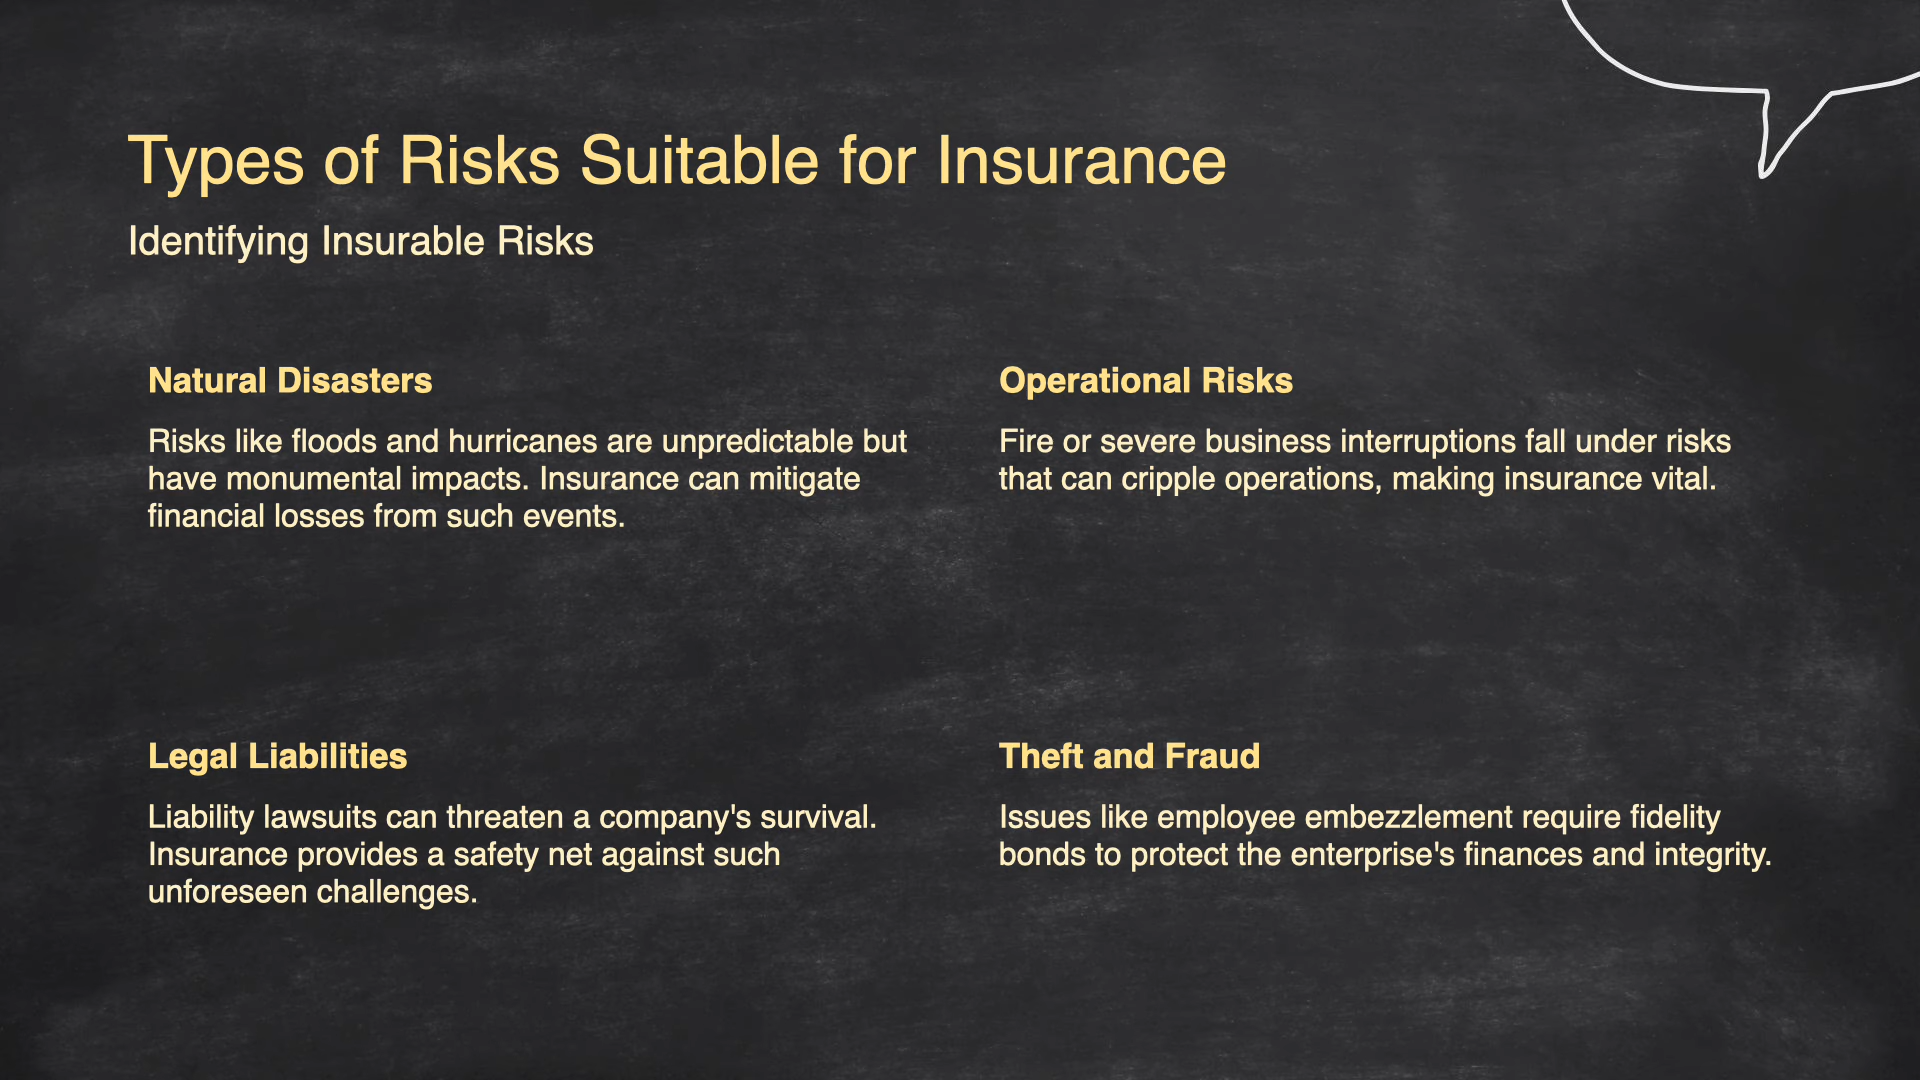 Types of Risks Suitable for Insurance
Identifying Insurable Risks
Natural Disasters
Risks like floods and hurricanes are unpredictable but
have monumental impacts. Insurance can mitigate
financial losses from such events.
Operational Risks
Fire or severe business interruptions fall under risks
that can cripple operations, making insurance vital.
Legal Liabilities
Liability lawsuits can threaten a company's survival.
Insurance provides a safety net against such
unforeseen challenges.
Theft and Fraud
Issues like employee embezzlement require fidelity
bonds to protect the enterprise's finances and integrity.